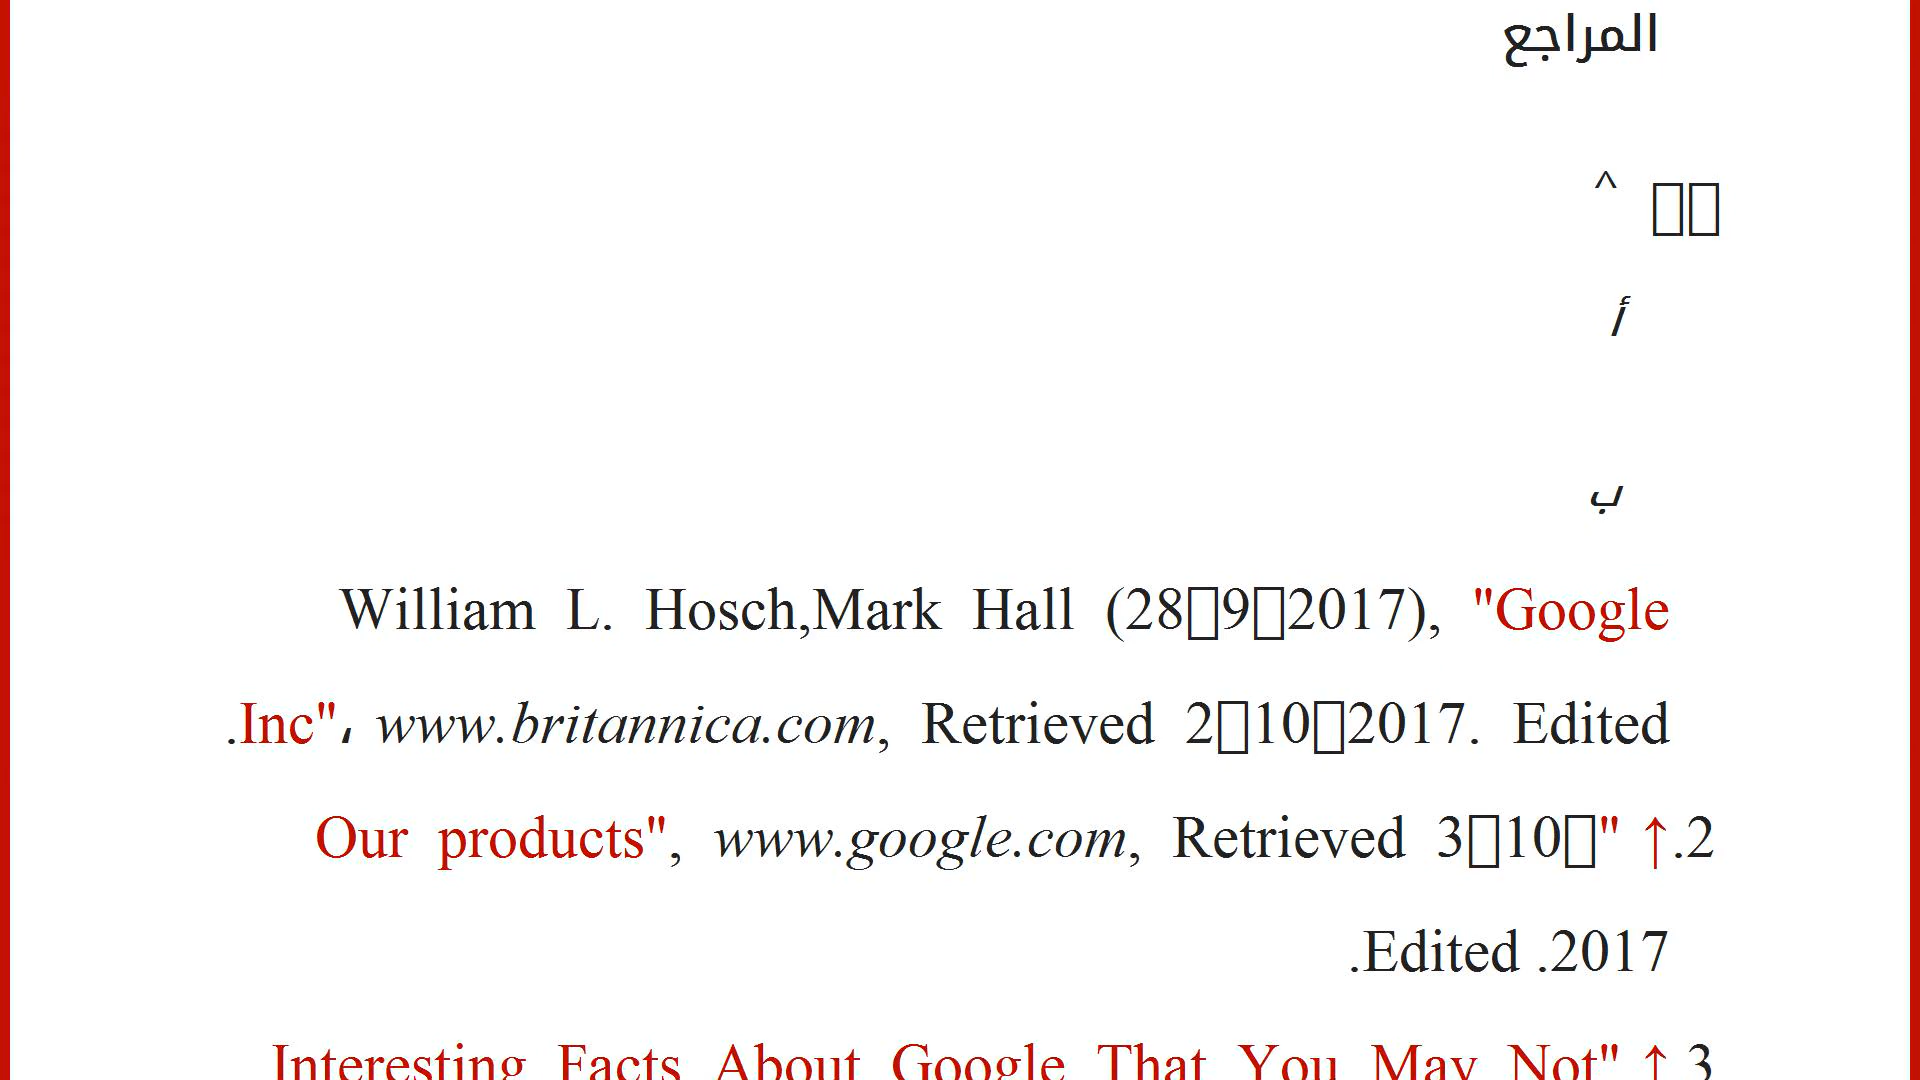 المراجع
▯▯ ^
أ
ب
William L. Hosch,Mark Hall (28▯9▯2017), "Google
Inc"، www.britannica.com, Retrieved 2▯10▯2017. Edited.
2.↑ "Our products", www.google.com, Retrieved 3▯10▯
2017. Edited.
3 ↑ "Interesting Facts About Google That You May Not